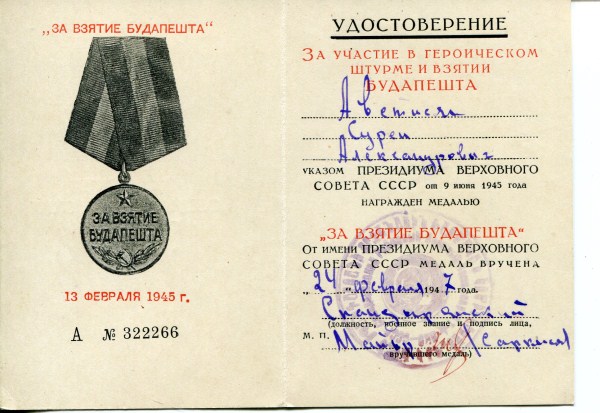 „ЗА ВЗЯТИЕ БУДАПЕШТА“
ЗА ВЗЯТИЕ
БУДАПЕШТА
13 ФЕВРАЛЯ 1945 г.
А № 322266
УДОСТОВЕРЕНИЕ
ЗА УЧАСТИЕ В ГЕРОИЧЕСКОМ
ШТУРМЕ И ВЗЯТИИ
БУДАПЕШТА
Аветисян
Сурен
Александрович
УКАЗОМ ПРЕЗИДИУМА ВЕРХОВНОГО
СОВЕТА СССР от 9 июня 1945 года
НАГРАЖДЕН МЕДАЛЬЮ
„ЗА ВЗЯТИЕ БУДАПЕШТА“
От имени ПРЕЗИДИУМА ВЕРХОВНОГО
СОВЕТА СССР МЕДАЛЬ ВРУЧЕНА
„24“ февраля 1947 года.
(должность, военное звание и подпись лица,
М. П. Майор
вручившего медаль)